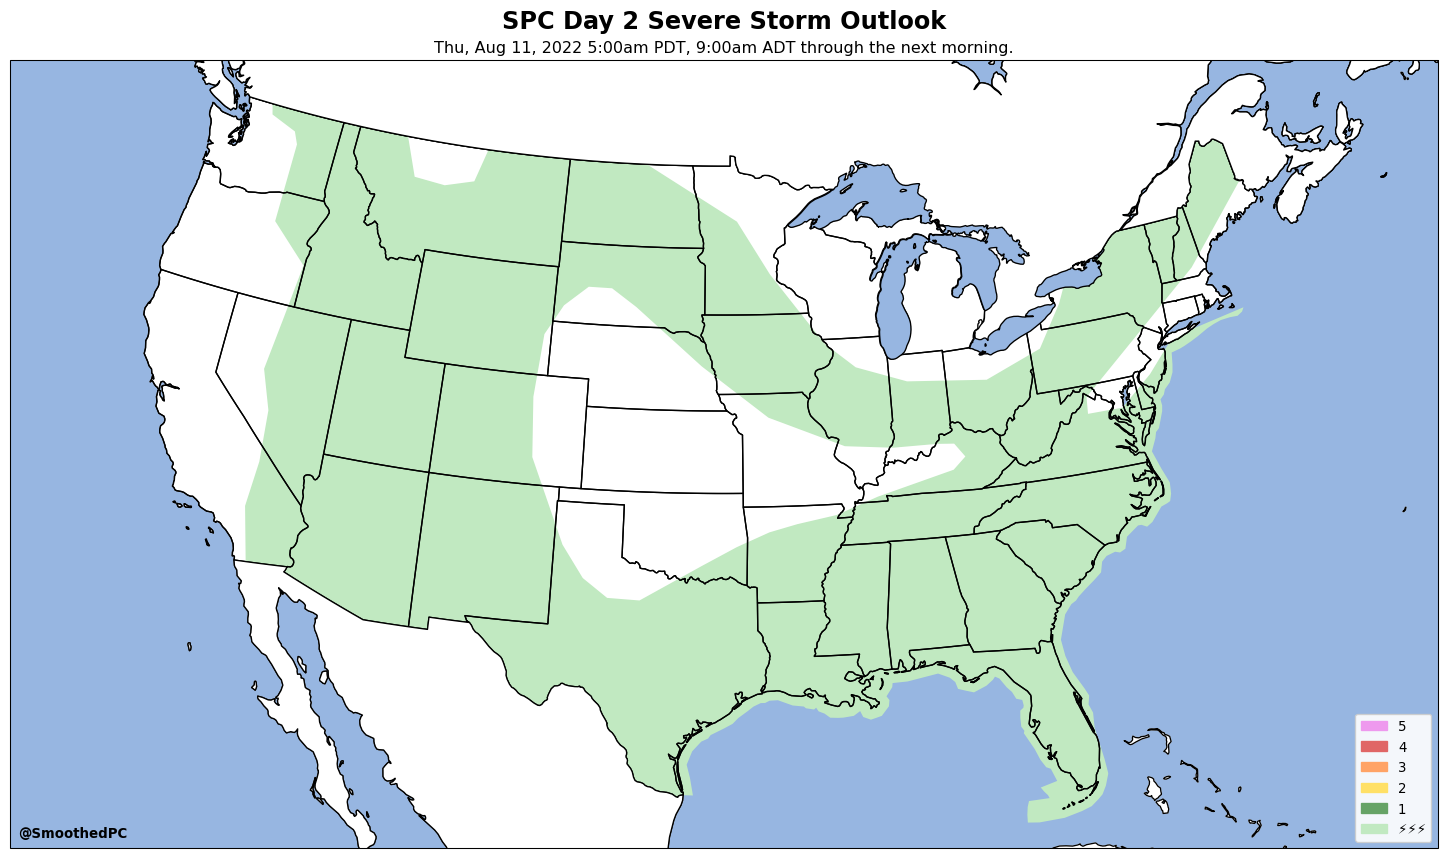 SPC Day 2 Severe Storm Outlook
Thu, Aug 11, 2022 5:00am PDT, 9:00am ADT through the next morning.
5
4
3
2
1
⚡⚡⚡
@SmoothedPC